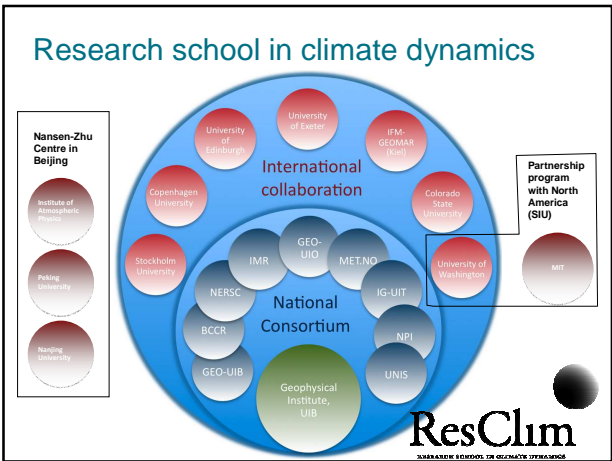 Research school in climate dynamics
Nansen-Zhu
Centre in
Beijing
Institute of
Atmospheric
Physics
Peking
University
Nanjing
University
Stockholm
University
Copenhagen
University
University
of
Edinburgh
University
of Exeter
IFM-
GEOMAR
(Kiel)
Colorado
State
University
University of
Washington
International
collaboration
GEO-UIB
BCCR
NERSC
IMR
GEO-
UIO
MET.NO
IG-UIT
NPI
UNIS
National
Consortium
Geophysical
Institute,
UIB
Partnership
program
with North
America
(SIU)
MIT
ResClim
RESEARCH SCHOOL IN CLIMATE DYNAMICS